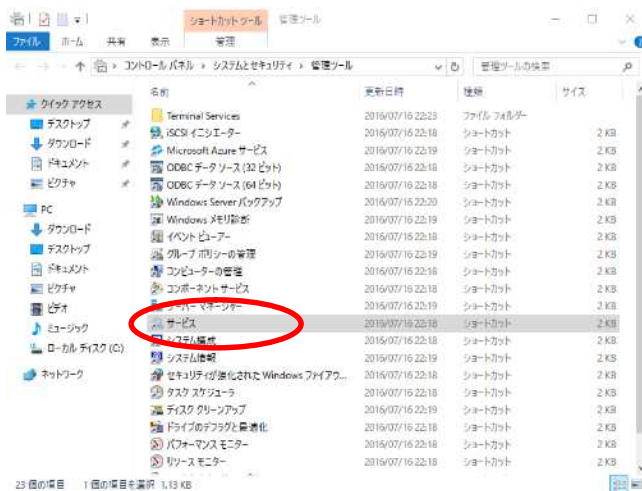 ショートカット ツール 管理ツール
ファイル ホーム 共有 表示 管理
コントロール パネル › システムとセキュリティ › 管理ツール 管理ツールの検索
名前 更新日時 種類 サイズ
クイック アクセス
デスクトップ
ダウンロード
ドキュメント
ピクチャ
PC
ダウンロード
デスクトップ
ドキュメント
ピクチャ
ビデオ
ミュージック
ローカル ディスク (C:)
ネットワーク
Terminal Services 2016/07/16 22:23 ファイル フォルダー
iSCSI イニシエーター 2016/07/16 22:18 ショートカット 2 KB
Microsoft Azure サービス 2016/07/16 22:19 ショートカット 2 KB
ODBC データ ソース (32 ビット) 2016/07/16 22:18 ショートカット 2 KB
ODBC データ ソース (64 ビット) 2016/07/16 22:18 ショートカット 2 KB
Windows Server バックアップ 2016/07/16 22:20 ショートカット 2 KB
Windows メモリ診断 2016/07/16 22:19 ショートカット 2 KB
イベント ビューアー 2016/07/16 22:18 ショートカット 2 KB
グループ ポリシーの管理 2016/07/16 22:19 ショートカット 2 KB
コンピューターの管理 2016/07/16 22:18 ショートカット 2 KB
コンポーネント サービス 2016/07/16 22:18 ショートカット 2 KB
サーバー マネージャー 2016/07/16 22:19 ショートカット 2 KB
サービス 2016/07/16 22:18 ショートカット 2 KB
システム構成 2016/07/16 22:18 ショートカット 2 KB
システム情報 2016/07/16 22:19 ショートカット 2 KB
セキュリティが強化された Windows ファイアウ... 2016/07/16 22:18 ショートカット 2 KB
タスク スケジューラ 2016/07/16 22:18 ショートカット 2 KB
ディスク クリーンアップ 2016/07/16 22:19 ショートカット 2 KB
ドライブのデフラグと最適化 2016/07/16 22:18 ショートカット 2 KB
パフォーマンス モニター 2016/07/16 22:18 ショートカット 2 KB
リソース モニター 2016/07/16 22:18 ショートカット 2 KB
23 個の項目 1 個の項目を選択 1.13 KB